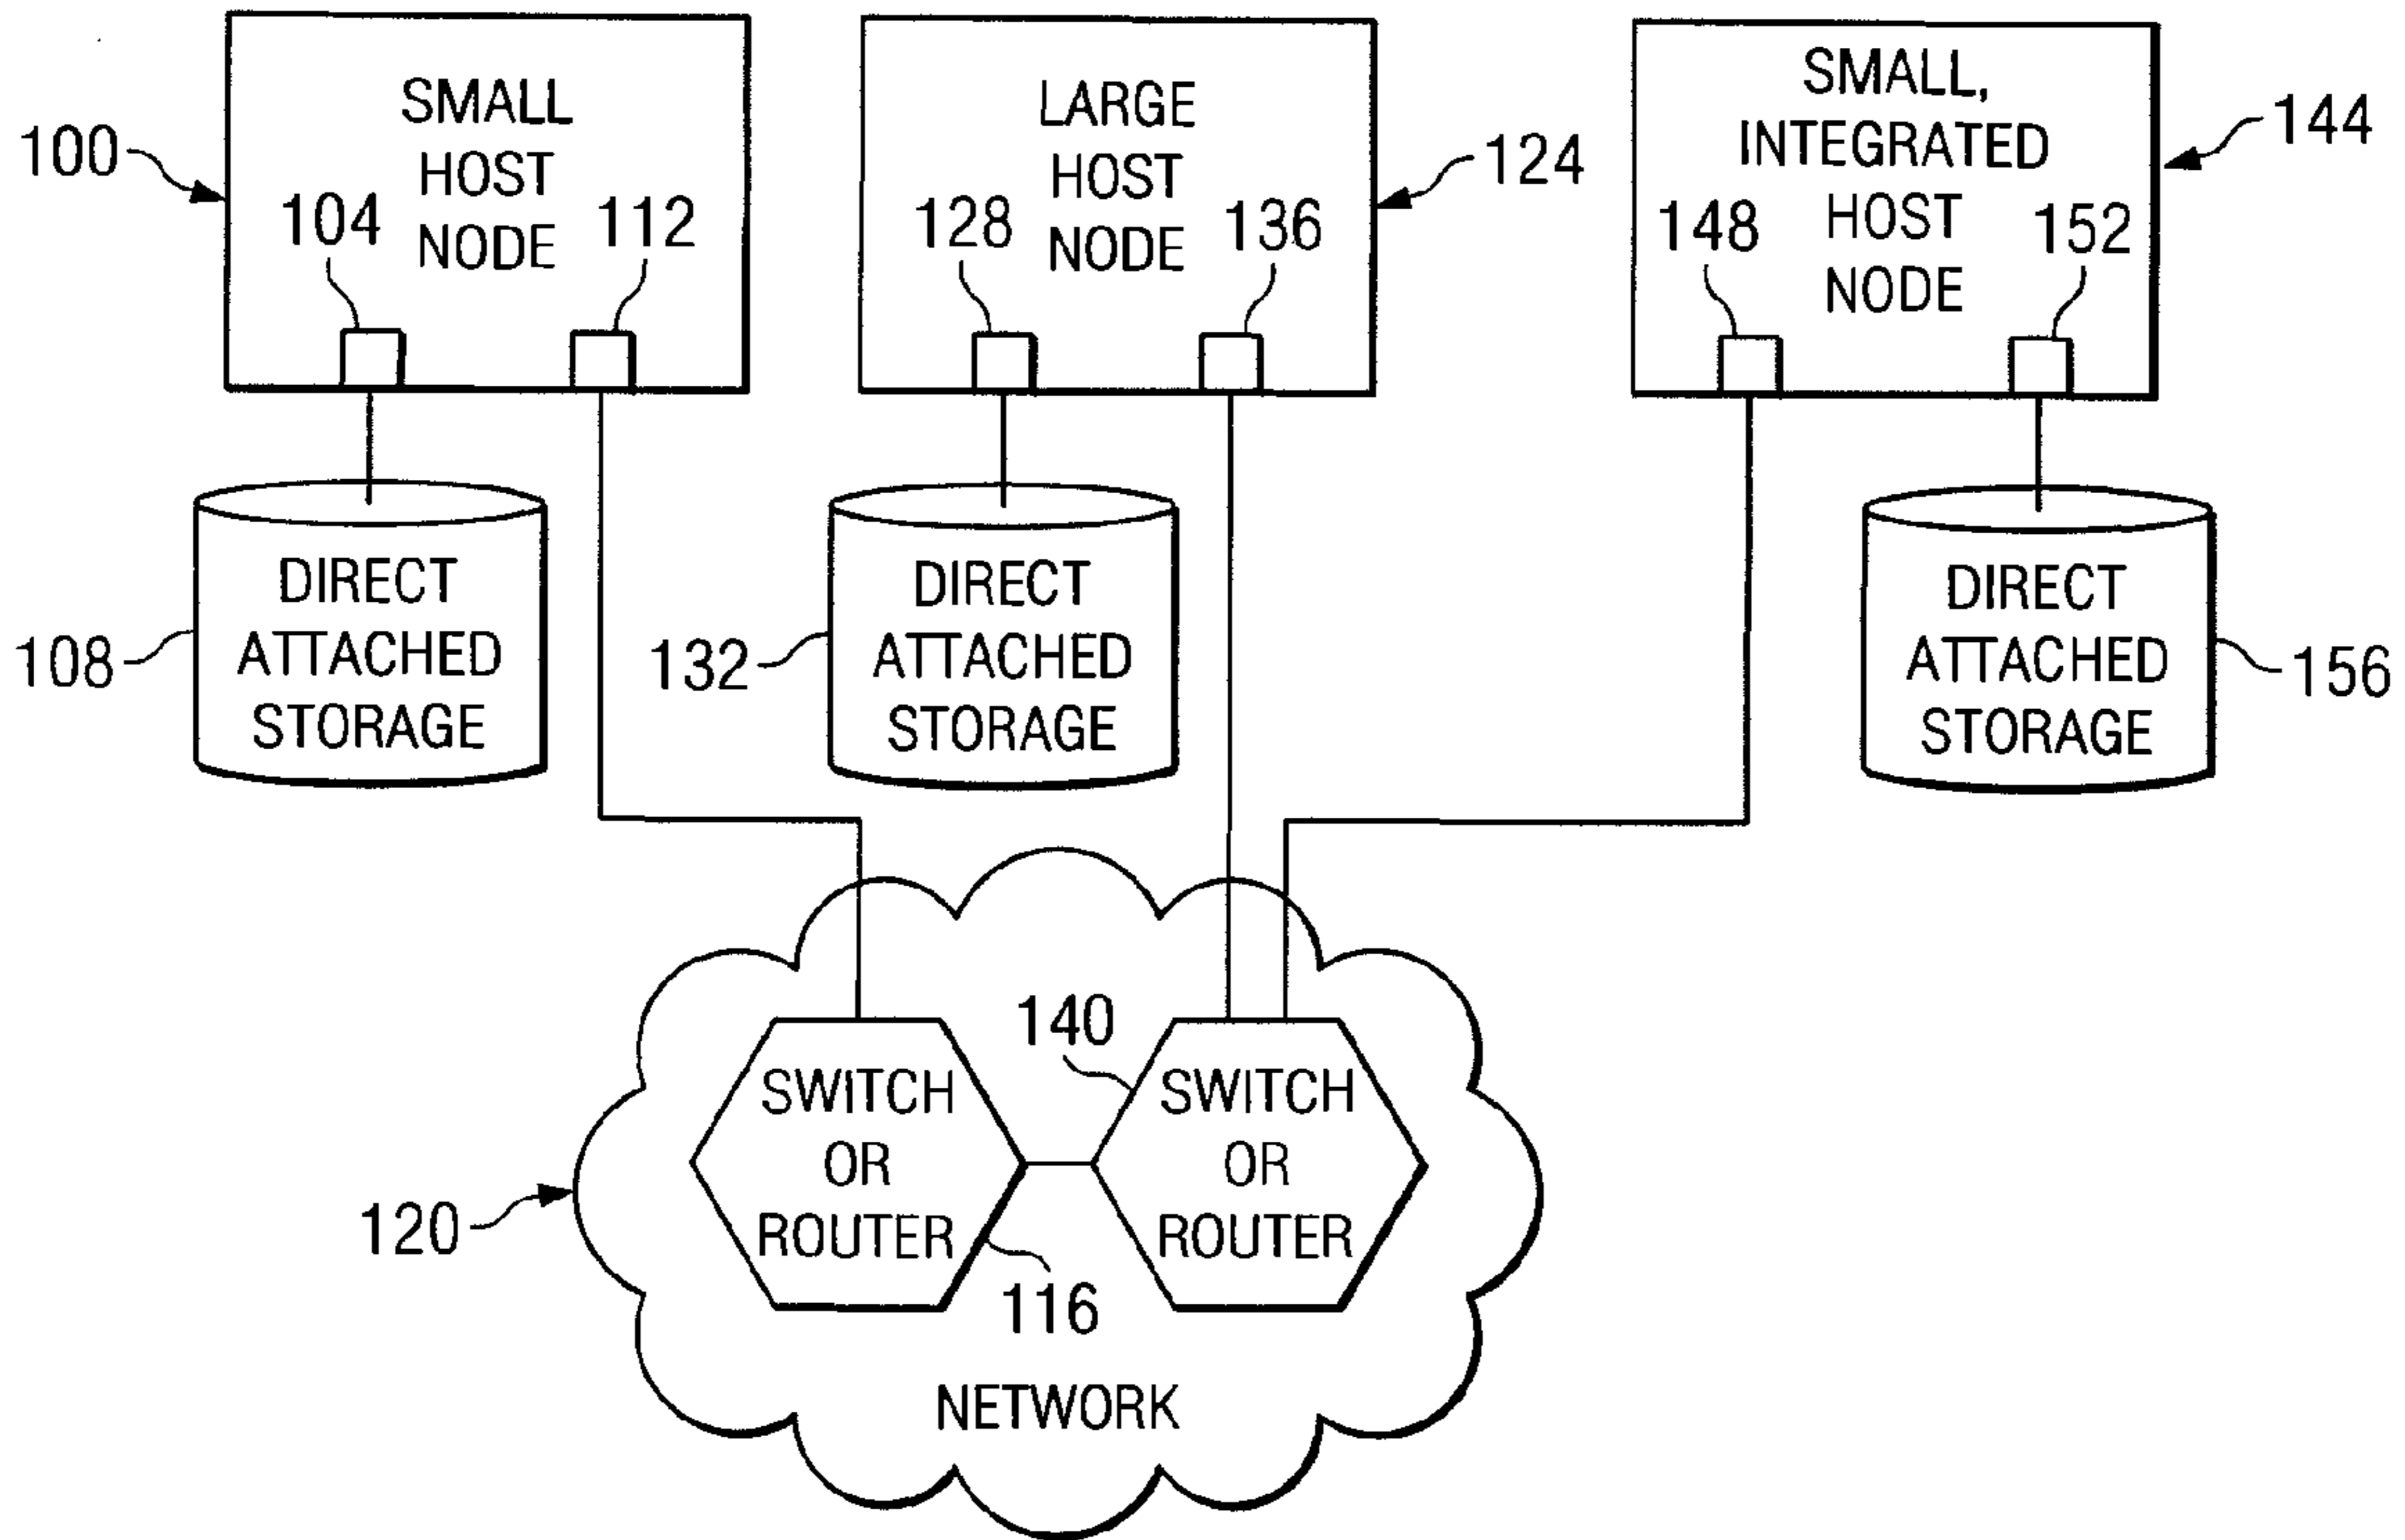 SMALL
HOST
NODE
100
104
112
LARGE
HOST
NODE
124
128
136
SMALL,
INTEGRATED
HOST
NODE
144
148
152
DIRECT
ATTACHED
STORAGE
108
DIRECT
ATTACHED
STORAGE
132
DIRECT
ATTACHED
STORAGE
156
SWITCH
OR
ROUTER
116
140
SWITCH
OR
ROUTER
120
NETWORK